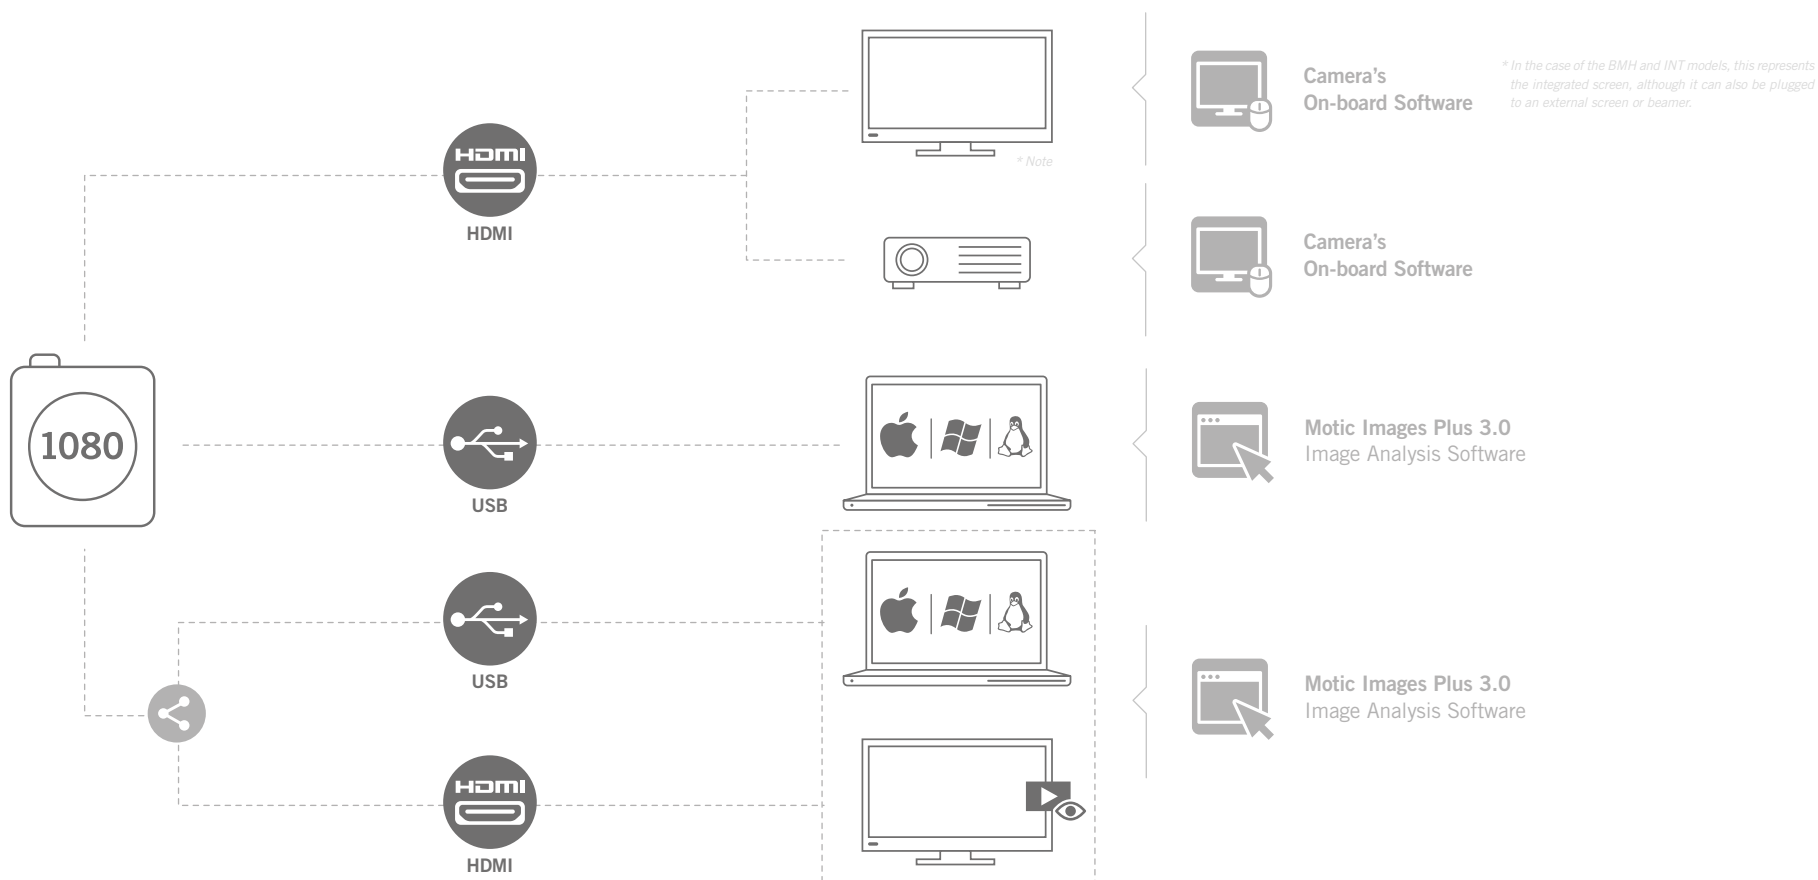 HDMI
HDMI
* Note
Camera's
On-board Software
* In the case of the BMH and INT models, this represents
the integrated screen, although it can also be plugged
to an external screen or beamer.
Camera's
On-board Software
1080
USB
Motic Images Plus 3.0
Image Analysis Software
USB
Motic Images Plus 3.0
Image Analysis Software
HDMI
HDMI